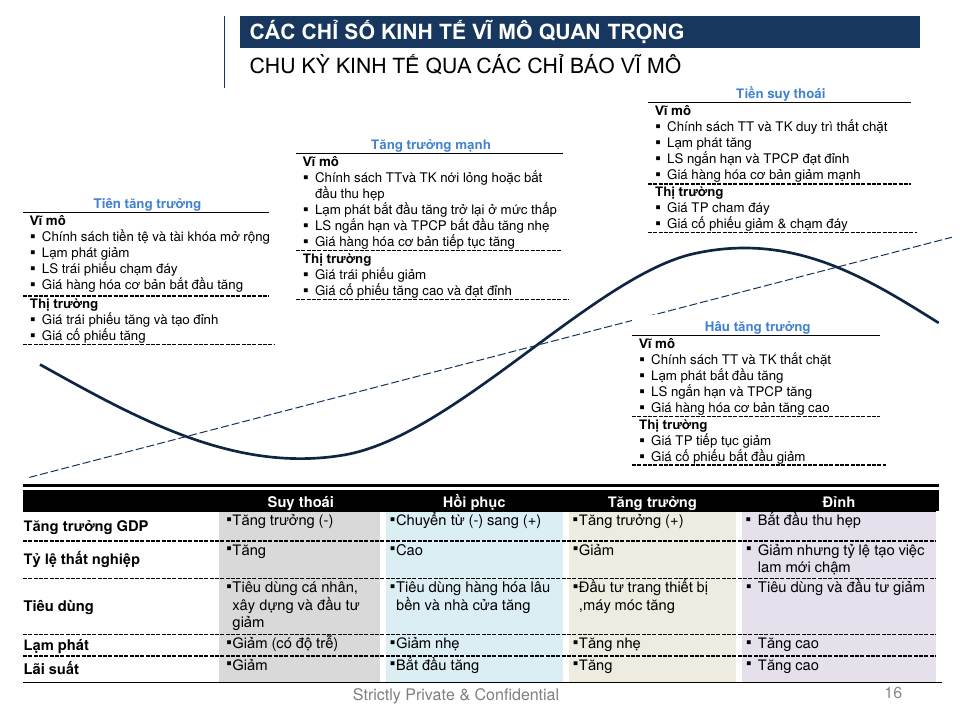 CÁC CHỈ SỐ KINH TẾ VĨ MÔ QUAN TRỌNG
CHU KỲ KINH TẾ QUA CÁC CHỈ BÁO VĨ MÔ
Tiên tăng trưởng
Vĩ mô
▪ Chính sách tiền tệ và tài khóa mở rộng
▪ Lạm phát giảm
▪ LS trái phiếu chạm đáy
▪ Giá hàng hóa cơ bản bắt đầu tăng
Thị trường
▪ Giá trái phiếu tăng và tạo đỉnh
▪ Giá cổ phiếu tăng
Tăng trưởng mạnh
Vĩ mô
▪ Chính sách TTvà TK nới lỏng hoặc bắt
đầu thu hẹp
▪ Lạm phát bắt đầu tăng trở lại ở mức thấp
▪ LS ngắn hạn và TPCP bắt đầu tăng nhẹ
▪ Giá hàng hóa cơ bản tiếp tục tăng
Thị trường
▪ Giá trái phiếu giảm
▪ Giá cổ phiếu tăng cao và đạt đỉnh
Tiền suy thoái
Vĩ mô
▪ Chính sách TT và TK duy trì thắt chặt
▪ Lạm phát tăng
▪ LS ngắn hạn và TPCP đạt đỉnh
▪ Giá hàng hóa cơ bản giảm mạnh
Thị trường
▪ Giá TP cham đáy
▪ Giá cổ phiếu giảm & chạm đáy
Hâu tăng trưởng
Vĩ mô
▪ Chính sách TT và TK thắt chặt
▪ Lạm phát bắt đầu tăng
▪ LS ngắn hạn và TPCP tăng
▪ Giá hàng hóa cơ bản tăng cao
Thị trường
▪ Giá TP tiếp tục giảm
▪ Giá cổ phiếu bắt đầu giảm
Suy thoái Hồi phục Tăng trưởng Đỉnh
Tăng trưởng GDP ▪Tăng trưởng (-) ▪Chuyển từ (-) sang (+) ▪Tăng trưởng (+) ▪ Bắt đầu thu hẹp
Tỷ lệ thất nghiệp ▪Tăng ▪Cao ▪Giảm ▪ Giảm nhưng tỷ lệ tạo việc
lam mới chậm
Tiêu dùng ▪Tiêu dùng cá nhân, ▪Tiêu dùng hàng hóa lâu ▪Đầu tư trang thiết bị ▪ Tiêu dùng và đầu tư giảm
xây dựng và đầu tư bền và nhà cửa tăng ,máy móc tăng
giảm
Lạm phát ▪Giảm (có độ trễ) ▪Giảm nhẹ ▪Tăng nhẹ ▪ Tăng cao
Lãi suất ▪Giảm ▪Bắt đầu tăng ▪Tăng ▪ Tăng cao
Strictly Private & Confidential
16